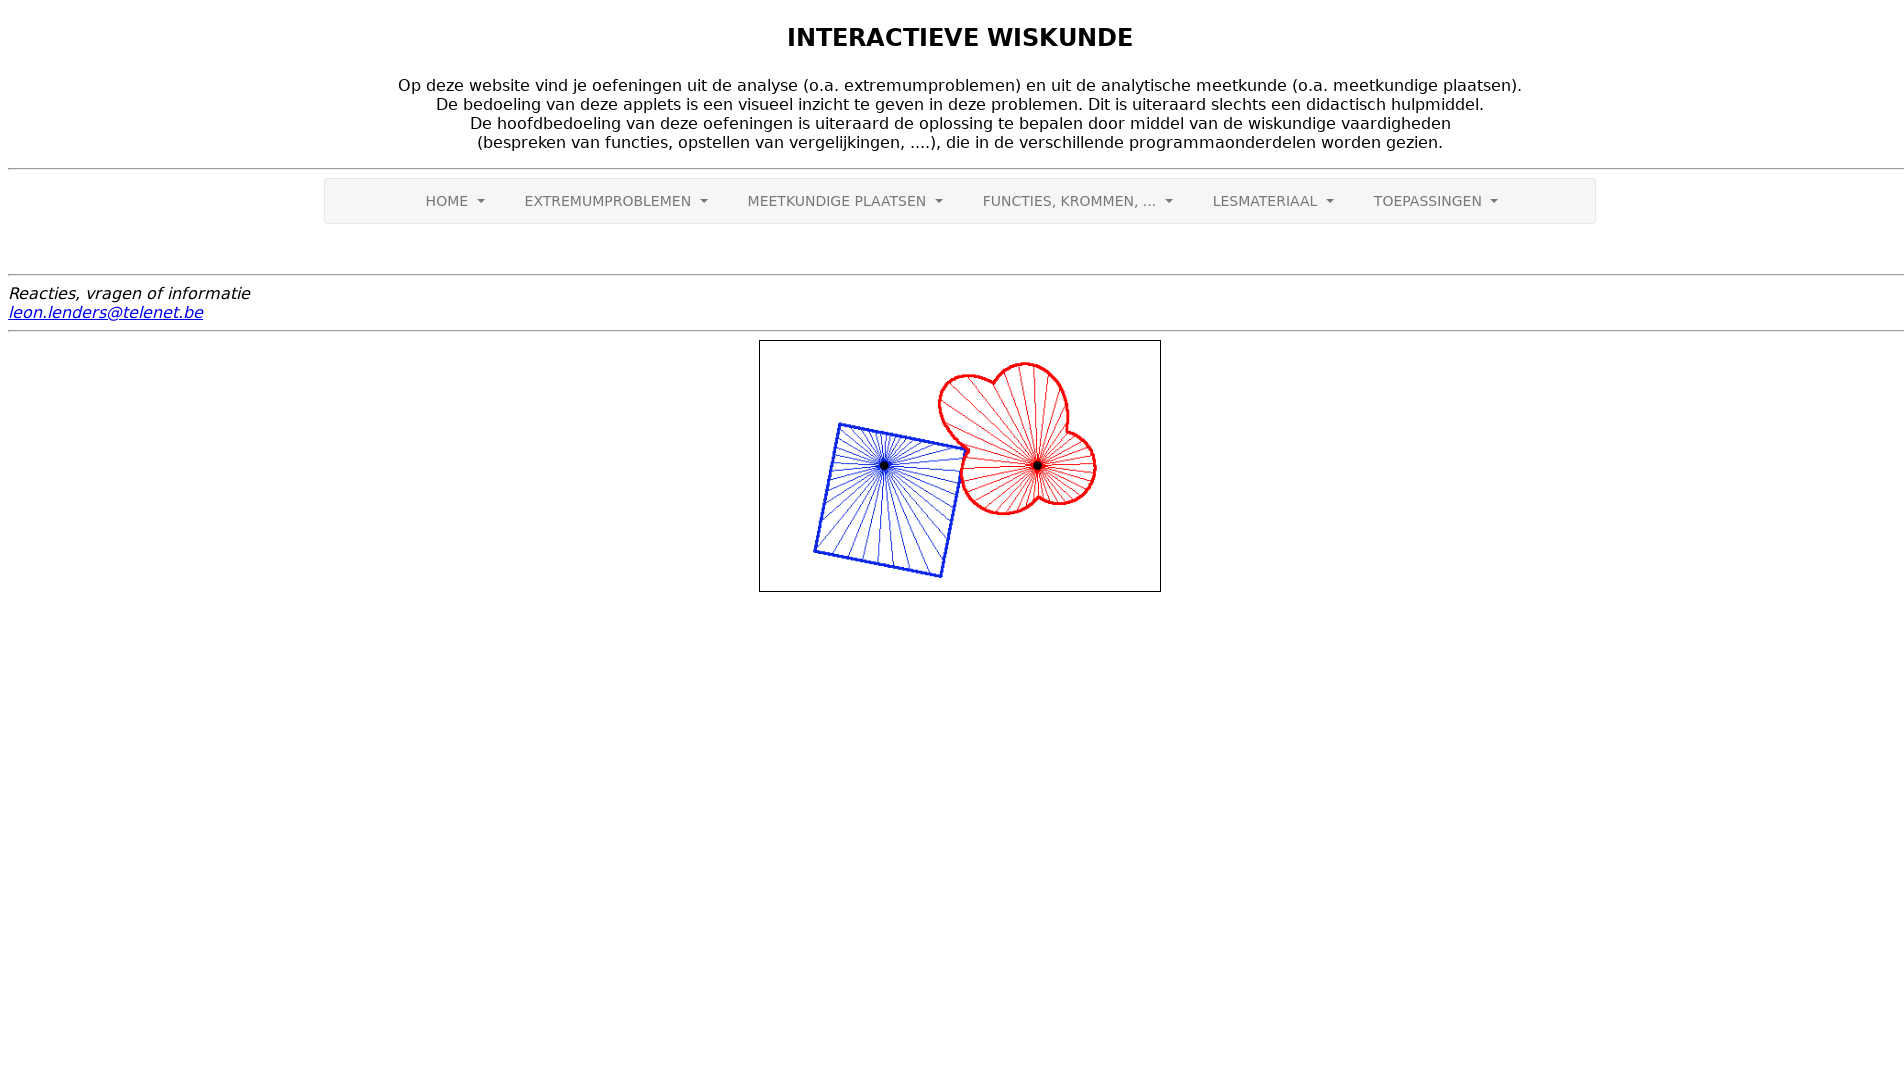 INTERACTIEVE WISKUNDE
Op deze website vind je oefeningen uit de analyse (o.a. extremumproblemen) en uit de analytische meetkunde (o.a. meetkundige plaatsen).
De bedoeling van deze applets is een visueel inzicht te geven in deze problemen. Dit is uiteraard slechts een didactisch hulpmiddel.
De hoofdbedoeling van deze oefeningen is uiteraard de oplossing te bepalen door middel van de wiskundige vaardigheden
(bespreken van functies, opstellen van vergelijkingen, ....), die in de verschillende programmaonderdelen worden gezien.
HOME EXTREMUMPROBLEMEN MEETKUNDIGE PLAATSEN FUNCTIES, KROMMEN, ... LESMATERIAAL TOEPASSINGEN
Reacties, vragen of informatie
leon.lenders@telenet.be